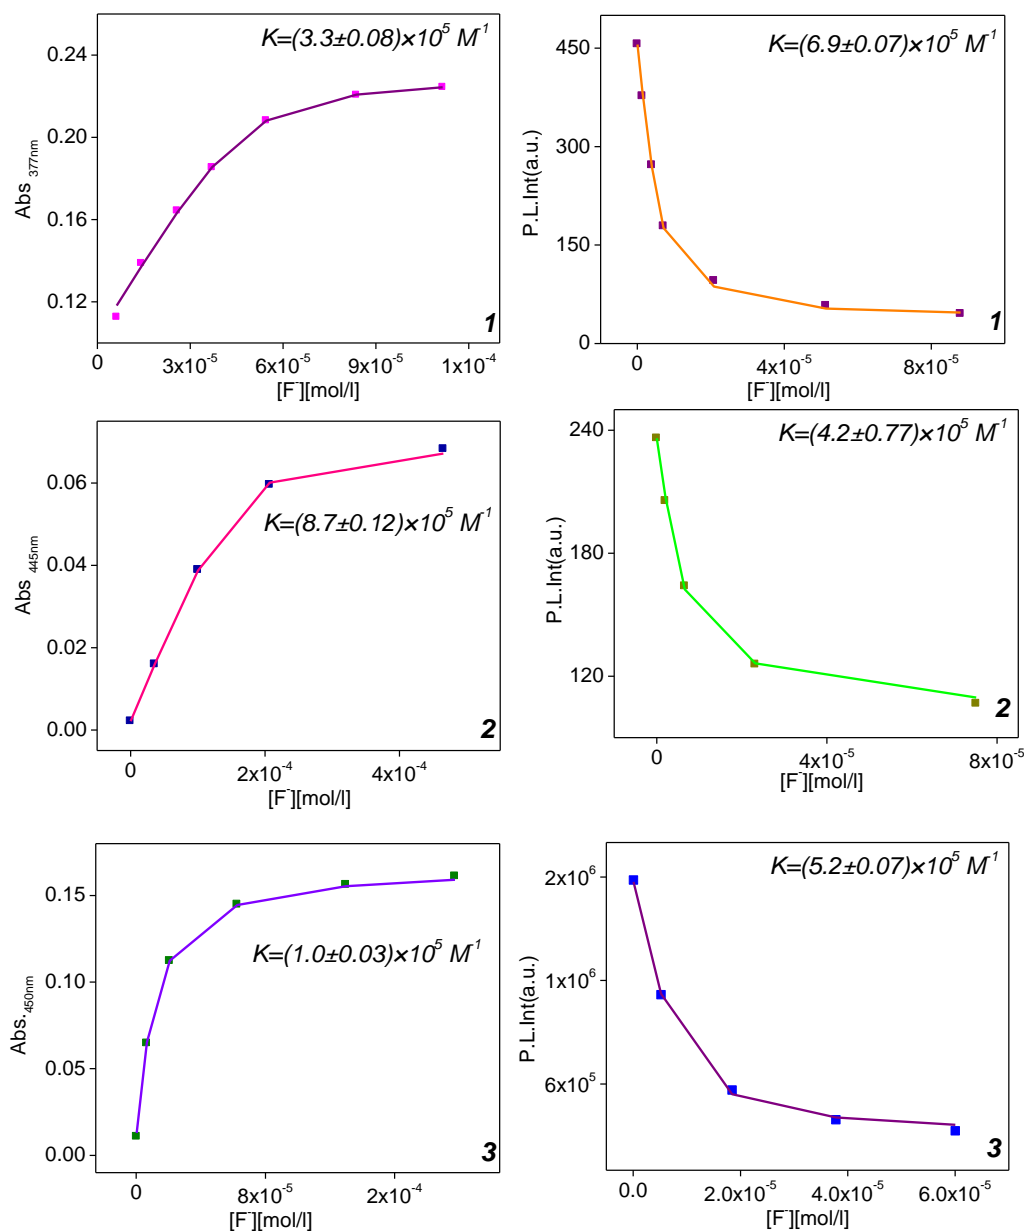 K=(3.3±0.08)×10⁵ M⁻¹
0.24
0.20
0.16
0.12
Abs 377nm
1
0 3x10⁻⁵ 6x10⁻⁵ 9x10⁻⁵ 1x10⁻⁴
[F⁻][mol/l]
K=(6.9±0.07)×10⁵ M⁻¹
450
300
150
0
P.L.Int(a.u.)
1
0 4x10⁻⁵ 8x10⁻⁵
[F⁻][mol/l]
K=(8.7±0.12)×10⁵ M⁻¹
0.06
0.04
0.02
0.00
Abs 445nm
2
0 2x10⁻⁴ 4x10⁻⁴
[F⁻][mol/l]
K=(4.2±0.77)×10⁵ M⁻¹
240
180
120
P.L.Int(a.u.)
2
0 4x10⁻⁵ 8x10⁻⁵
[F⁻][mol/l]
K=(1.0±0.03)×10⁵ M⁻¹
0.15
0.10
0.05
0.00
Abs.450nm
3
0 8x10⁻⁵ 2x10⁻⁴
[F⁻][mol/l]
K=(5.2±0.07)×10⁵ M⁻¹
2x10⁶
1x10⁶
6x10⁵
P.L.Int(a.u.)
3
0.0 2.0x10⁻⁵ 4.0x10⁻⁵ 6.0x10⁻⁵
[F⁻][mol/l]